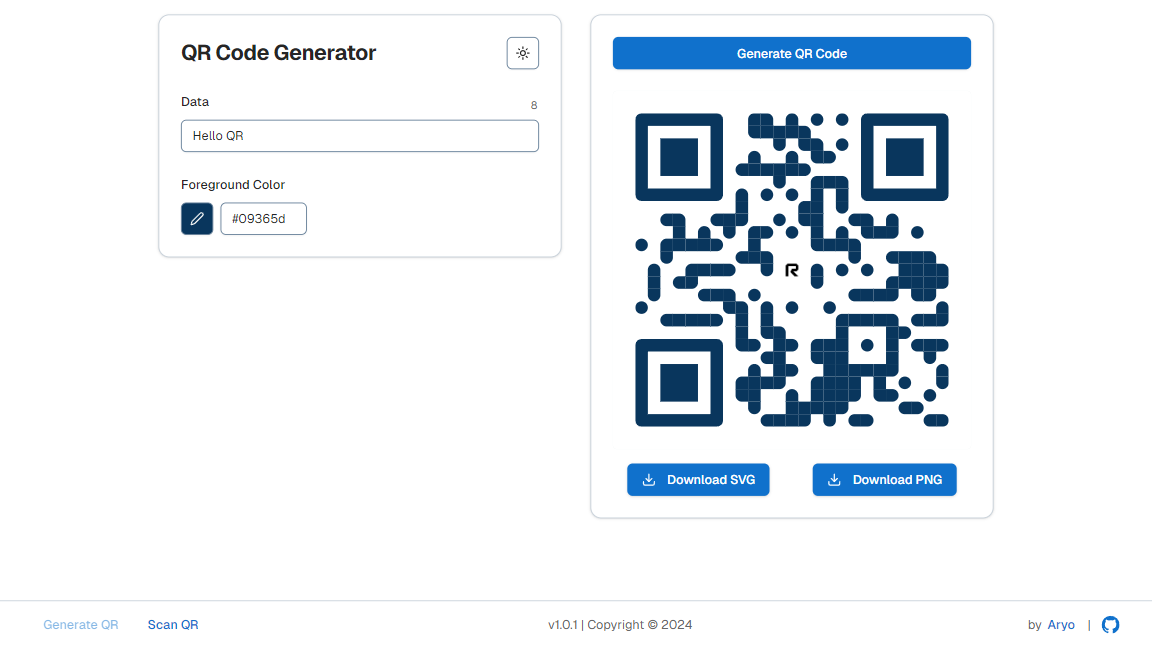 QR Code Generator
Data
8
Hello QR
Foreground Color
#09365d
Generate QR Code
R
Download SVG
Download PNG
Generate QR
Scan QR
v1.0.1 | Copyright © 2024
by Aryo |